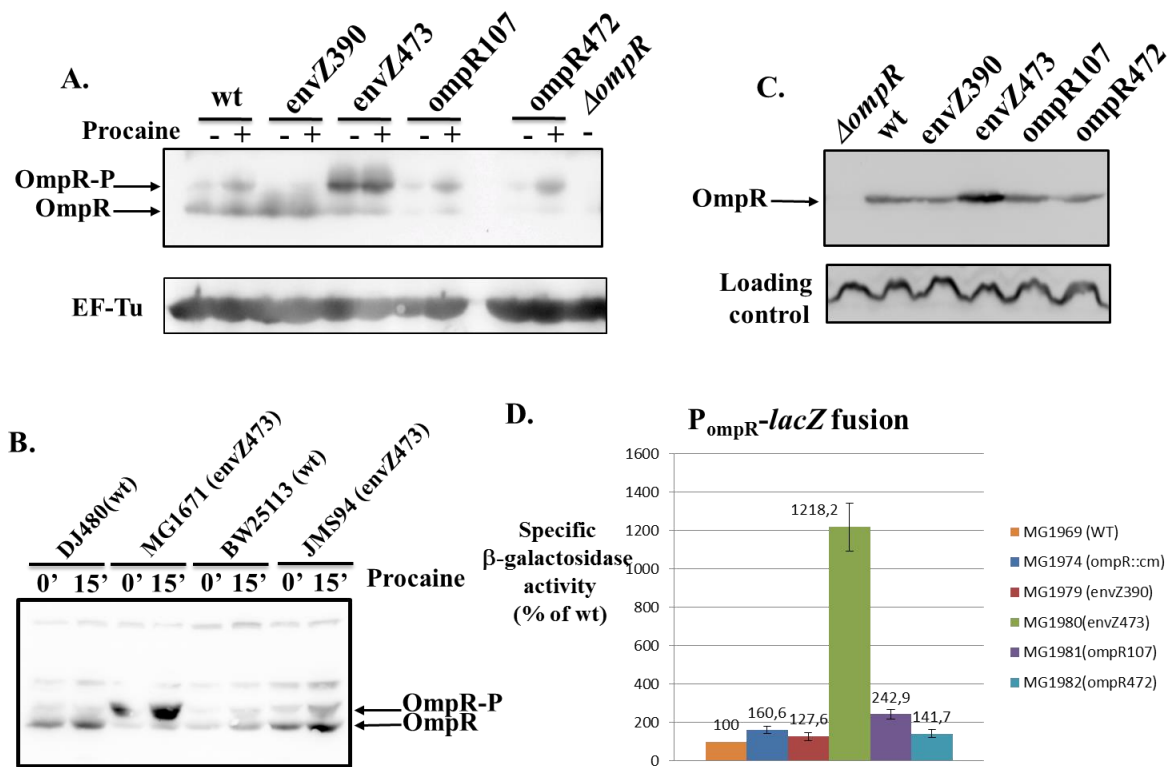 A.
wt
envZ390
envZ473
ompR107
ompR472
ΔompR
Procaine
- + - + - + - + - + -
OmpR-P
OmpR
EF-Tu
C.
ΔompR
wt
envZ390
envZ473
ompR107
ompR472
OmpR
Loading
control
B.
DJ480(wt)
MG1671 (envZ473)
BW25113 (wt)
JMS94 (envZ473)
0’ 15’ 0’ 15’ 0’ 15’ 0’ 15’ Procaine
OmpR-P
OmpR
D.
PompR-lacZ fusion
Specific
β-galactosidase
activity
(% of wt)
1600
1400
1200
1000
800
600
400
200
0
100
160,6
127,6
1218,2
242,9
141,7
MG1969 (WT)
MG1974 (ompR::cm)
MG1979 (envZ390)
MG1980(envZ473)
MG1981(ompR107)
MG1982(ompR472)